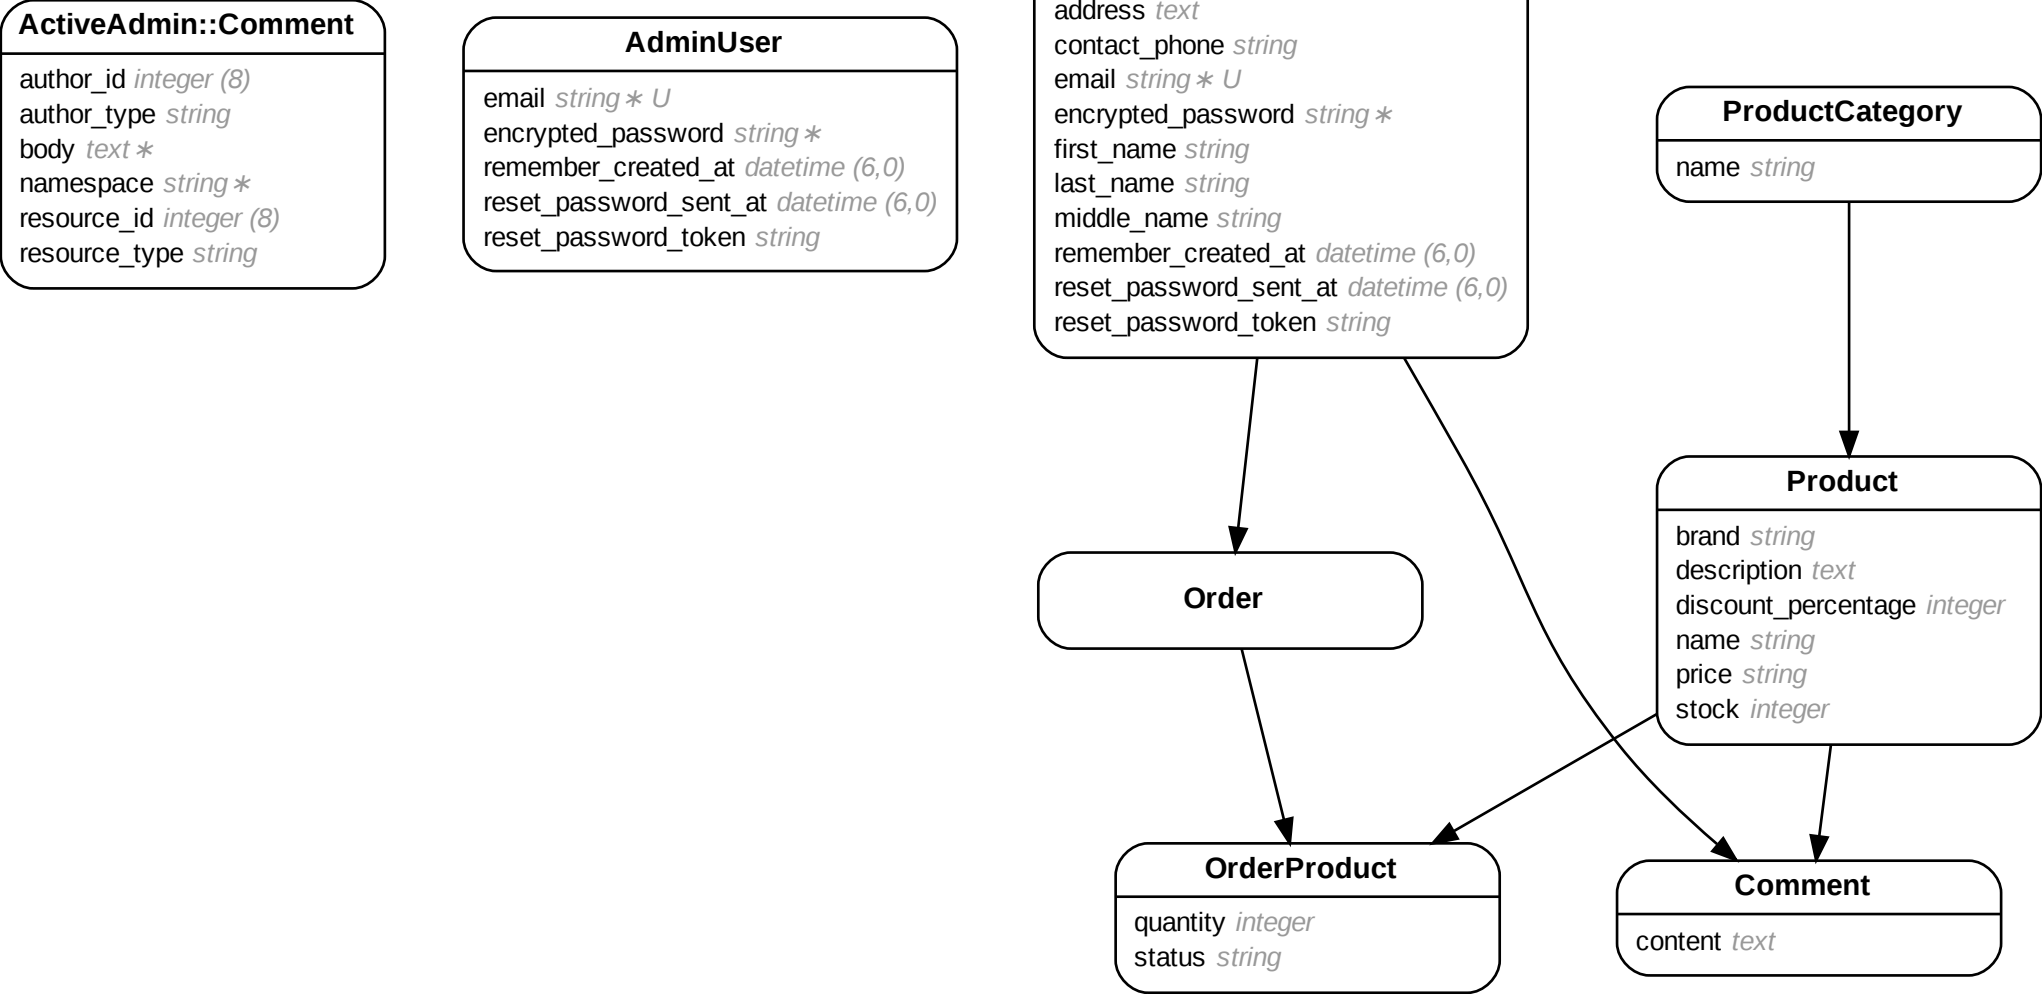 ActiveAdmin::Comment
author_id integer (8)
author_type string
body text ∗
namespace string ∗
resource_id integer (8)
resource_type string
AdminUser
email string ∗ U
encrypted_password string ∗
remember_created_at datetime (6,0)
reset_password_sent_at datetime (6,0)
reset_password_token string
address text
contact_phone string
email string ∗ U
encrypted_password string ∗
first_name string
last_name string
middle_name string
remember_created_at datetime (6,0)
reset_password_sent_at datetime (6,0)
reset_password_token string
ProductCategory
name string
Product
brand string
description text
discount_percentage integer
name string
price string
stock integer
Order
OrderProduct
quantity integer
status string
Comment
content text